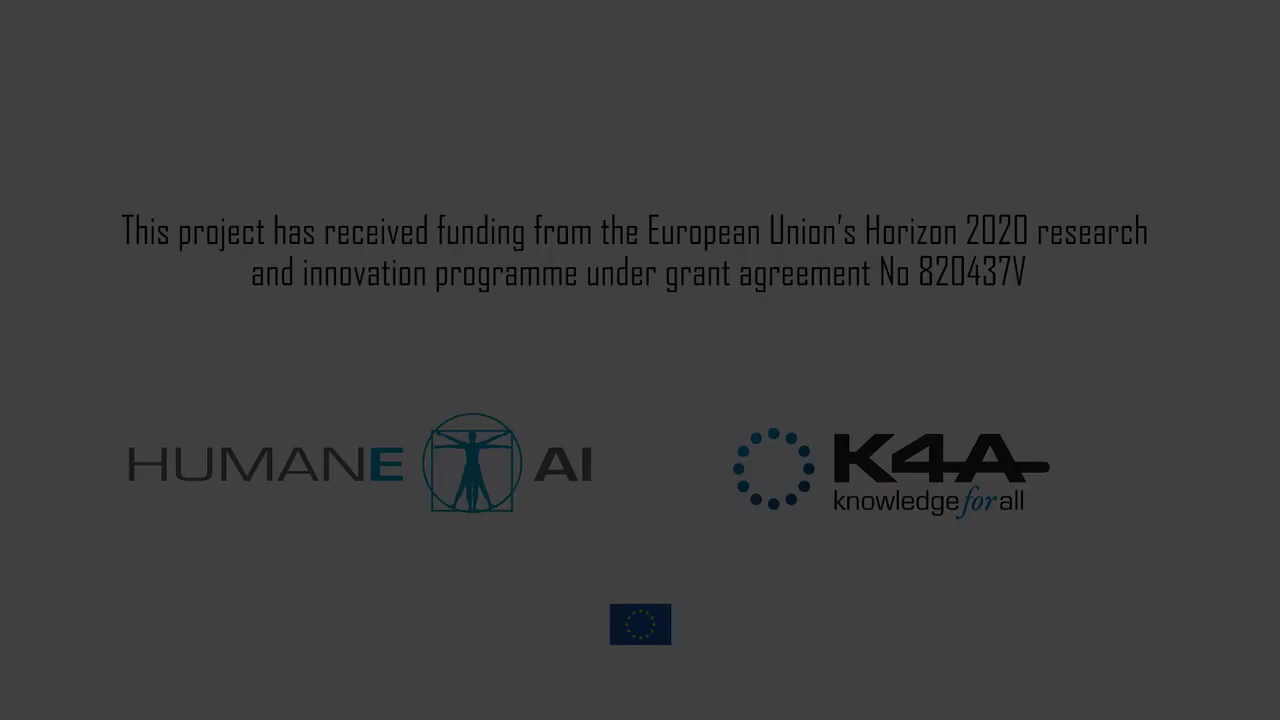 This project has received funding from the European Union's Horizon 2020 research
and innovation programme under grant agreement No 820437V
HUMANE AI
K4A
knowledge for all